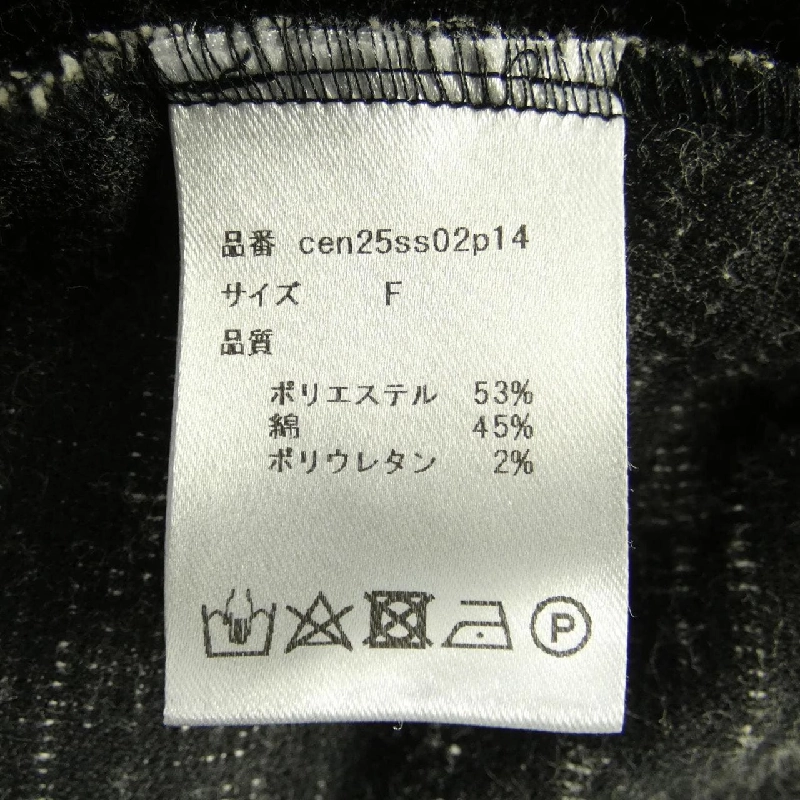 品番 cen25ss02p14
サイズ F
品質
ポリエステル 53%
綿 45%
ポリウレタン 2%
P